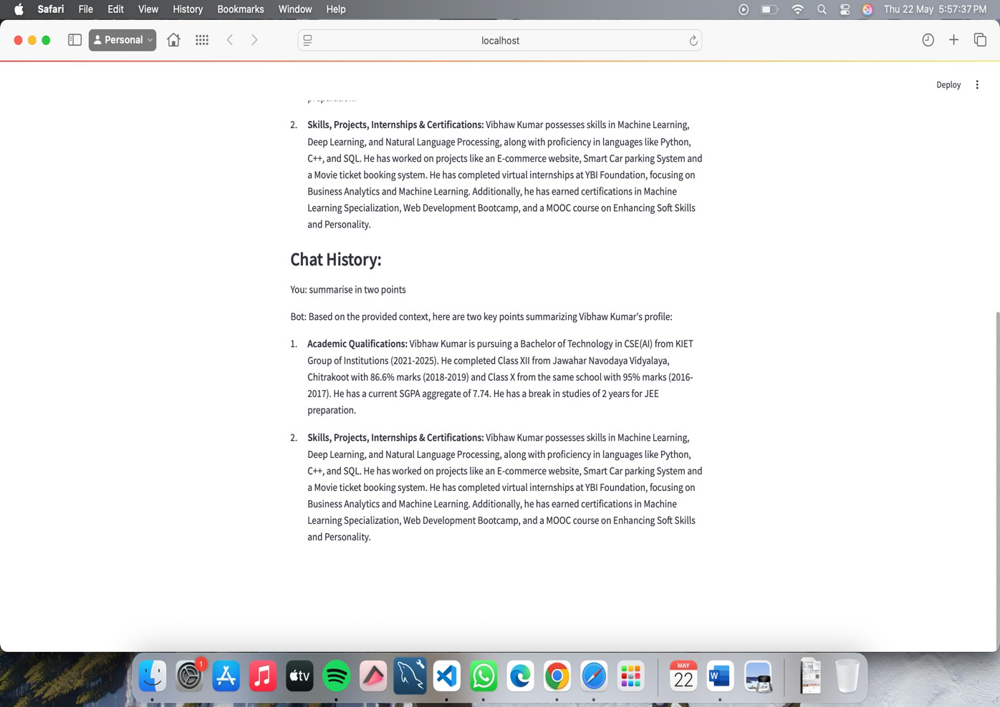 Safari File Edit View History Bookmarks Window Help Thu 22 May 5:57:37 PM
Personal localhost
Deploy
preparation.
2. Skills, Projects, Internships & Certifications: Vibhaw Kumar possesses skills in Machine Learning,
Deep Learning, and Natural Language Processing, along with proficiency in languages like Python,
C++, and SQL. He has worked on projects like an E-commerce website, Smart Car parking System and
a Movie ticket booking system. He has completed virtual internships at YBI Foundation, focusing on
Business Analytics and Machine Learning. Additionally, he has earned certifications in Machine
Learning Specialization, Web Development Bootcamp, and a MOOC course on Enhancing Soft Skills
and Personality.
Chat History:
You: summarise in two points
Bot: Based on the provided context, here are two key points summarizing Vibhaw Kumar's profile:
1. Academic Qualifications: Vibhaw Kumar is pursuing a Bachelor of Technology in CSE(AI) from KIET
Group of Institutions (2021-2025). He completed Class XII from Jawahar Navodaya Vidyalaya,
Chitrakoot with 86.6% marks (2018-2019) and Class X from the same school with 95% marks (2016-
2017). He has a current SGPA aggregate of 7.74. He has a break in studies of 2 years for JEE
preparation.
2. Skills, Projects, Internships & Certifications: Vibhaw Kumar possesses skills in Machine Learning,
Deep Learning, and Natural Language Processing, along with proficiency in languages like Python,
C++, and SQL. He has worked on projects like an E-commerce website, Smart Car parking System and
a Movie ticket booking system. He has completed virtual internships at YBI Foundation, focusing on
Business Analytics and Machine Learning. Additionally, he has earned certifications in Machine
Learning Specialization, Web Development Bootcamp, and a MOOC course on Enhancing Soft Skills
and Personality.
1
tv
MAY
22
W